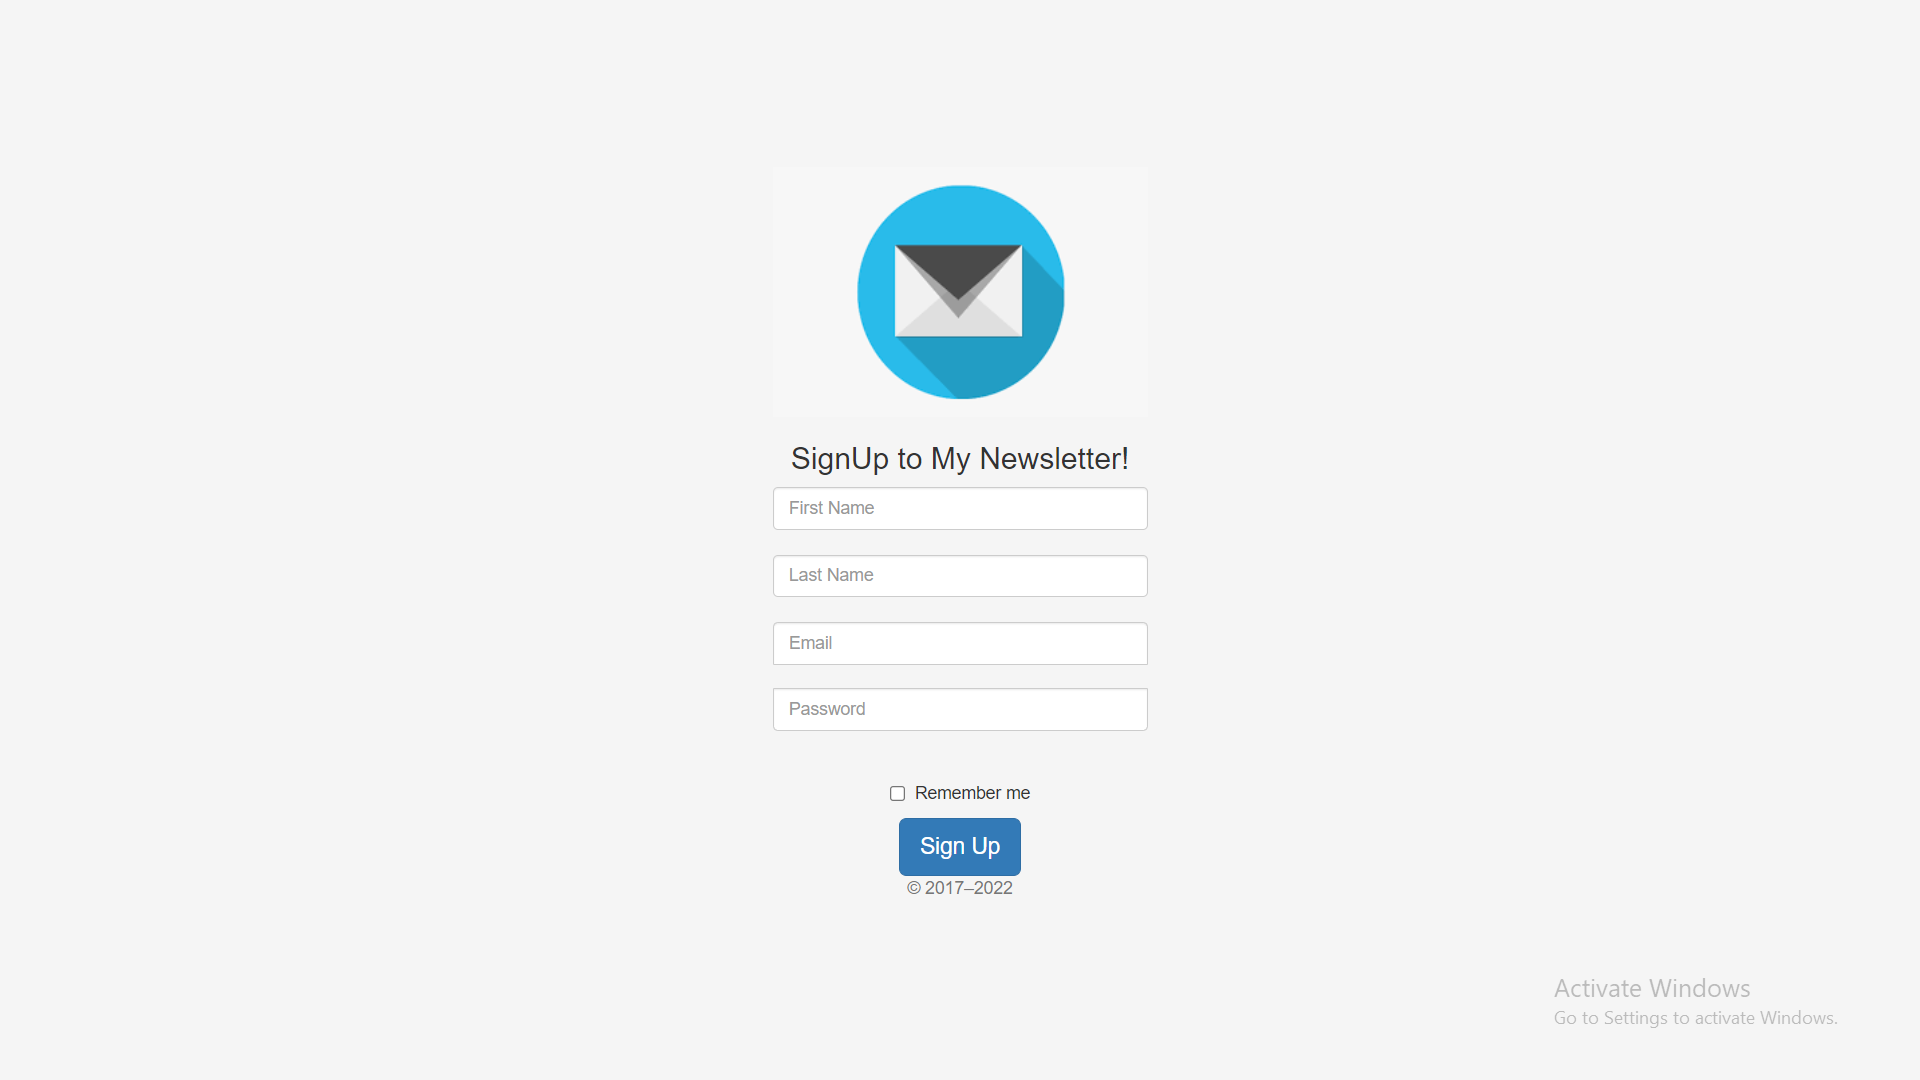 SignUp to My Newsletter!
First Name
Last Name
Email
Password
Remember me
Sign Up
© 2017–2022
Activate Windows
Go to Settings to activate Windows.